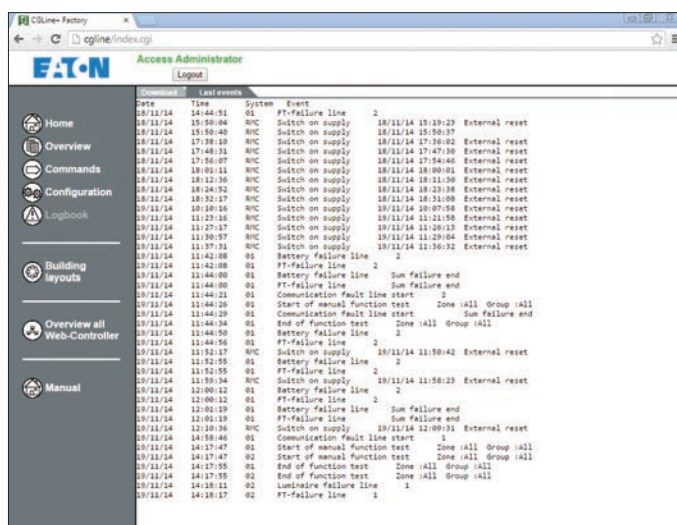 CGLine+ Factory
cgline/index.cgi
EATON
Access Administrator
Logout
Download Last events
Home
Overview
Commands
Configuration
Logbook
Building layouts
Overview all Web-Controller
Manual
Date Time System Event
18/11/14 14:44:51 01 FT-failure line 2
18/11/14 15:50:04 RMC Switch on supply 18/11/14 15:19:23 External reset
18/11/14 15:50:40 RMC Switch on supply 18/11/14 15:50:37
18/11/14 17:38:10 RMC Switch on supply 18/11/14 17:36:02 External reset
18/11/14 17:48:31 RMC Switch on supply 18/11/14 17:47:30 External reset
18/11/14 17:56:07 RMC Switch on supply 18/11/14 17:54:46 External reset
18/11/14 18:01:11 RMC Switch on supply 18/11/14 18:00:01 External reset
18/11/14 18:12:36 RMC Switch on supply 18/11/14 18:11:30 External reset
18/11/14 18:24:52 RMC Switch on supply 18/11/14 18:23:38 External reset
18/11/14 18:32:17 RMC Switch on supply 18/11/14 18:31:08 External reset
19/11/14 10:10:16 RMC Switch on supply 19/11/14 10:07:58 External reset
19/11/14 11:23:16 RMC Switch on supply 19/11/14 11:21:58 External reset
19/11/14 11:27:17 RMC Switch on supply 19/11/14 11:26:13 External reset
19/11/14 11:30:57 RMC Switch on supply 19/11/14 11:29:04 External reset
19/11/14 11:37:31 RMC Switch on supply 19/11/14 11:36:32 External reset
19/11/14 11:42:08 01 Battery failure line 2
19/11/14 11:42:08 01 FT-failure line 2
19/11/14 11:44:00 01 Battery failure line Sum failure end
19/11/14 11:44:00 01 FT-failure line Sum failure end
19/11/14 11:44:21 01 Communication fault line start 2
19/11/14 11:44:26 01 Start of manual function test Zone :All Group :All
19/11/14 11:44:29 01 Communication fault line start Sum failure end
19/11/14 11:44:34 01 End of function test Zone :All Group :All
19/11/14 11:44:50 01 Battery failure line 2
19/11/14 11:44:56 01 FT-failure line 2
19/11/14 11:52:17 RMC Switch on supply 19/11/14 11:50:42 External reset
19/11/14 11:52:55 01 Battery failure line 2
19/11/14 11:52:55 01 FT-failure line 2
19/11/14 11:59:34 RMC Switch on supply 19/11/14 11:58:23 External reset
19/11/14 12:00:12 01 Battery failure line 2
19/11/14 12:00:12 01 FT-failure line 2
19/11/14 12:01:19 01 Battery failure line Sum failure end
19/11/14 12:01:19 01 FT-failure line Sum failure end
19/11/14 12:10:36 RMC Switch on supply 19/11/14 12:09:31 External reset
19/11/14 14:58:46 01 Communication fault line start 1
19/11/14 14:17:47 01 Start of manual function test Zone :All Group :All
19/11/14 14:17:47 02 Start of manual function test Zone :All Group :All
19/11/14 14:17:55 01 End of function test Zone :All Group :All
19/11/14 14:17:55 02 End of function test Zone :All Group :All
19/11/14 14:18:11 02 Luminaire failure line 1
19/11/14 14:18:17 02 FT-failure line 1